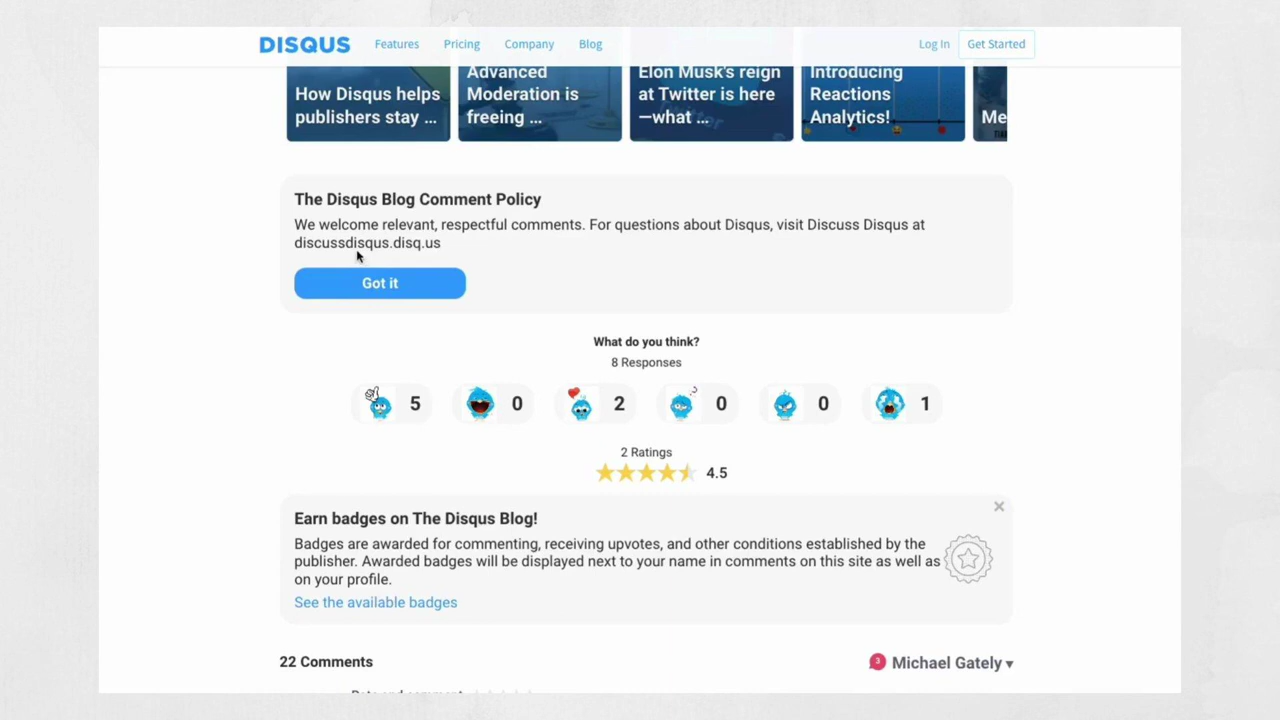 DISQUS Features Pricing Company Blog Log In Get Started
How Disqus helps
publishers stay ...
Advanced
Moderation is
freeing ...
Elon Musk's reign
at Twitter is here
—what ...
Introducing
Reactions
Analytics!
Me
The Disqus Blog Comment Policy
We welcome relevant, respectful comments. For questions about Disqus, visit Discuss Disqus at
discussdisqus.disq.us
Got it
What do you think?
8 Responses
5 0 2 0 0 1
2 Ratings
4.5
Earn badges on The Disqus Blog!
Badges are awarded for commenting, receiving upvotes, and other conditions established by the
publisher. Awarded badges will be displayed next to your name in comments on this site as well as
on your profile.
See the available badges
22 Comments 3 Michael Gately ▾